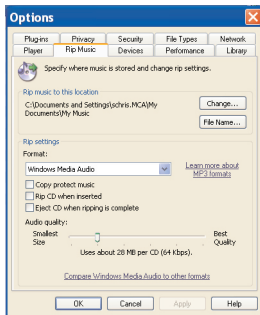 Options
Plug-ins Privacy Security File Types Network
Player Rip Music Devices Performance Library
Specify where music is stored and change rip settings.
Rip music to this location
C:\Documents and Settings\schris.MCA\My
Documents\My Music
Change...
File Name...
Rip settings
Format:
Windows Media Audio
Learn more about
MP3 formats
Copy protect music
Rip CD when inserted
Eject CD when ripping is complete
Audio quality:
Smallest
Size
Best
Quality
Uses about 28 MB per CD (64 Kbps).
Compare Windows Media Audio to other formats
OK Cancel Apply Help